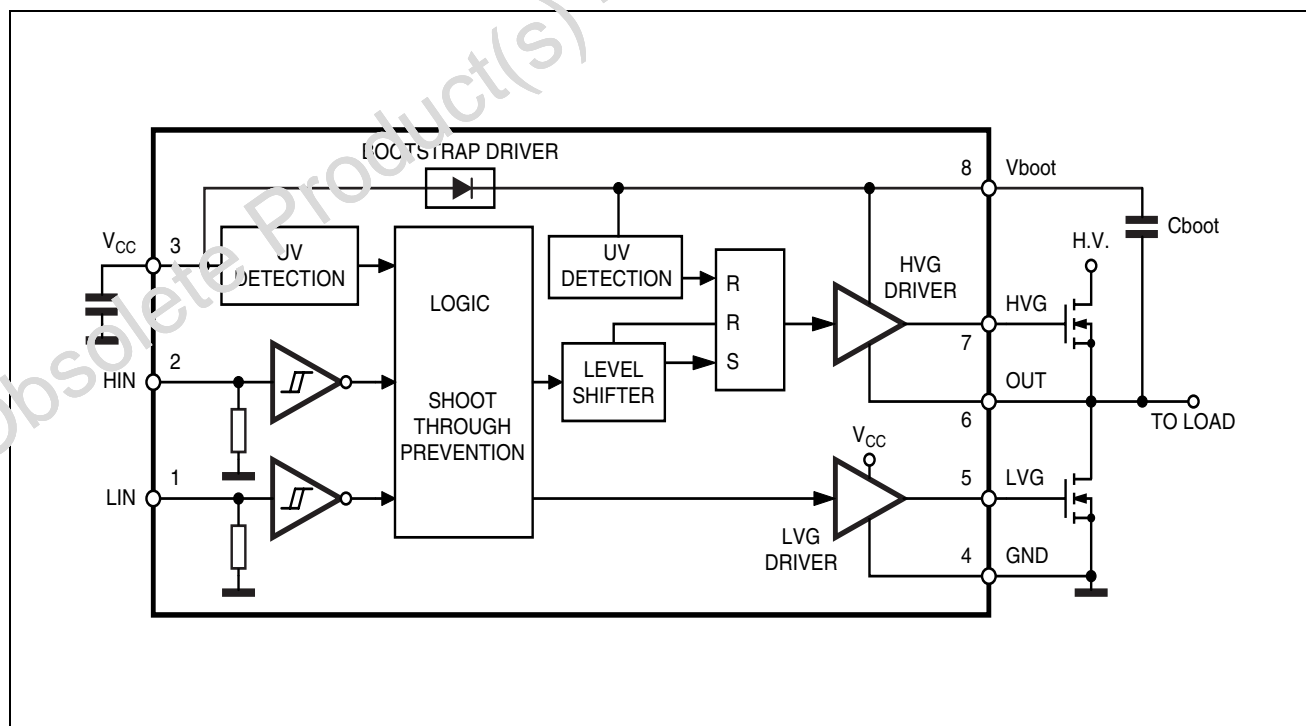 Obsolete Product(s)
BOOTSTRAP DRIVER
8
Vboot
VCC
3
UV
DETECTION
UV
DETECTION
Cboot
H.V.
LOGIC
R
HVG
DRIVER
HVG
R
7
2
HIN
LEVEL
SHIFTER
S
OUT
SHOOT
THROUGH
PREVENTION
6
TO LOAD
VCC
1
LIN
5
LVG
LVG
DRIVER
4
GND